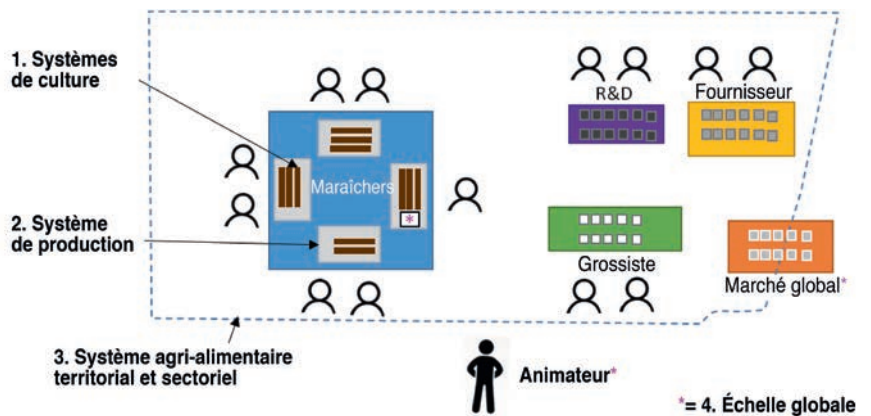 1. Systèmes
de culture
R&D
Fournisseur
Maraîchers
*
2. Système
de production
Grossiste
Marché global*
3. Système agri-alimentaire
territorial et sectoriel
Animateur*
*= 4. Échelle globale